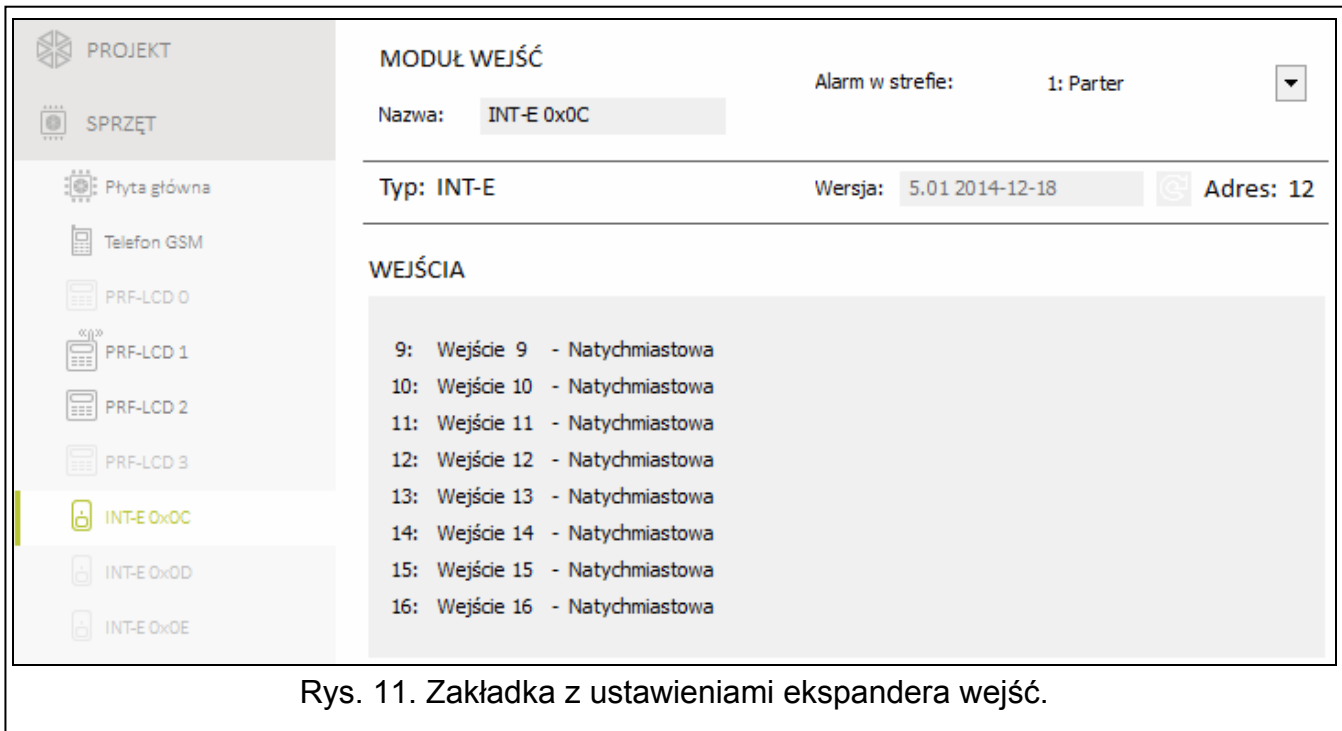 PROJEKT
SPRZĘT
Płyta główna
Telefon GSM
PRF-LCD 0
PRF-LCD 1
PRF-LCD 2
PRF-LCD 3
INT-E 0x0C
INT-E 0x0D
INT-E 0x0E
MODUŁ WEJŚĆ
Nazwa: INT-E 0x0C
Alarm w strefie: 1: Parter
Typ: INT-E Wersja: 5.01 2014-12-18 Adres: 12
WEJŚCIA
9: Wejście 9 - Natychmiastowa
10: Wejście 10 - Natychmiastowa
11: Wejście 11 - Natychmiastowa
12: Wejście 12 - Natychmiastowa
13: Wejście 13 - Natychmiastowa
14: Wejście 14 - Natychmiastowa
15: Wejście 15 - Natychmiastowa
16: Wejście 16 - Natychmiastowa
Rys. 11. Zakładka z ustawieniami ekspandera wejść.